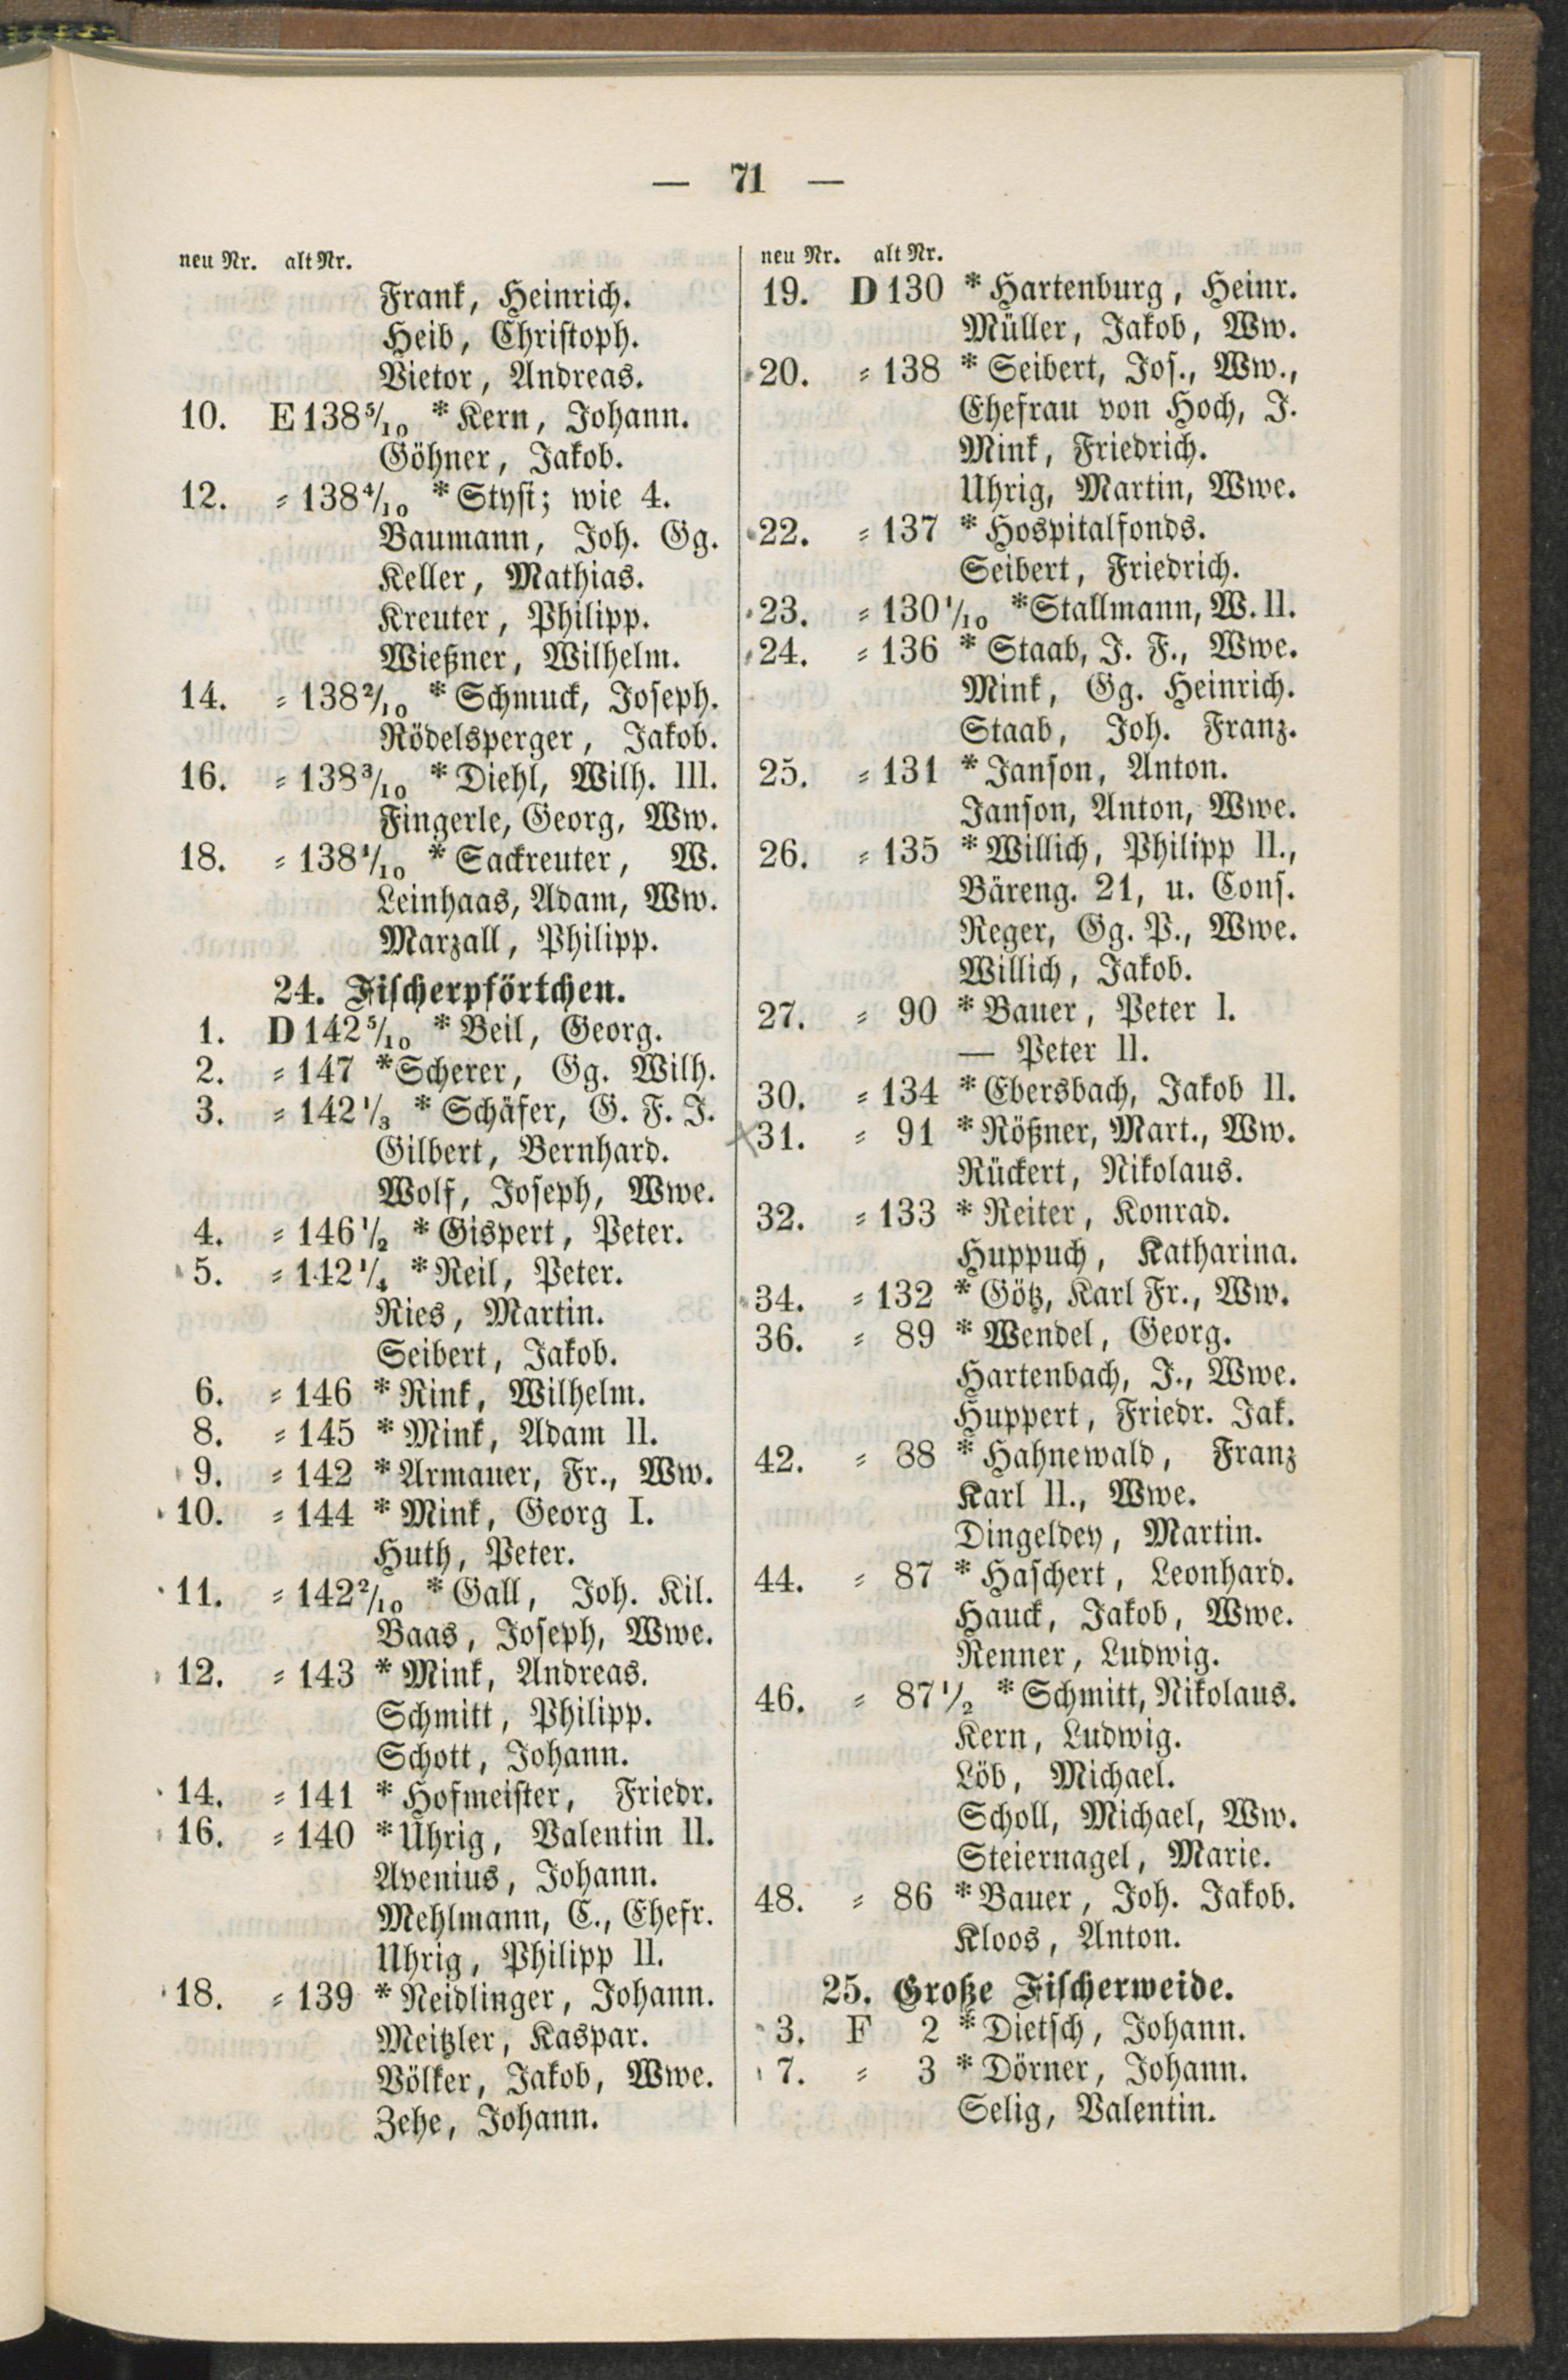 — 71 —
neu Nr. alt Nr.
Frank, Heinrich.
Heib, Christoph.
Vietor, Andreas.
10. E 138⁵/₁₀ * Kern, Johann.
Göhner, Jakob.
12. ⸗ 138⁴/₁₀ * Stysi; wie 4.
Baumann, Joh. Gg.
Keller, Mathias.
Kreuter, Philipp.
Wießner, Wilhelm.
14. ⸗ 138²/₁₀ * Schmuck, Joseph.
Rödelsperger, Jakob.
16. ⸗ 138³/₁₀ * Diehl, Wilh. III.
Fingerle, Georg, Ww.
18. ⸗ 138¹/₁₀ * Sackreuter, W.
Leinhaas, Adam, Ww.
Marzall, Philipp.
24. Fischerpförtchen.
1. D 142⁵/₁₀ * Beil, Georg.
2. ⸗ 147 * Scherer, Gg. Wilh.
3. ⸗ 142¹/₃ * Schäfer, G. F. J.
Gilbert, Bernhard.
Wolf, Joseph, Wwe.
4. ⸗ 146¹/₂ * Gispert, Peter.
5. ⸗ 142¹/₄ * Reil, Peter.
Ries, Martin.
Seibert, Jakob.
6. ⸗ 146 * Rink, Wilhelm.
8. ⸗ 145 * Mink, Adam II.
9. ⸗ 142 * Armauer, Fr., Ww.
10. ⸗ 144 * Mink, Georg I.
Huth, Peter.
11. ⸗ 142²/₁₀ * Gall, Joh. Kil.
Baas, Joseph, Wwe.
12. ⸗ 143 * Mink, Andreas.
Schmitt, Philipp.
Schott, Johann.
14. ⸗ 141 * Hofmeister, Friedr.
16. ⸗ 140 * Uhrig, Valentin II.
Avenius, Johann.
Mehlmann, C., Ehefr.
Uhrig, Philipp II.
18. ⸗ 139 * Neidlinger, Johann.
Meitzler, Kaspar.
Völker, Jakob, Wwe.
Zehe, Johann.
neu Nr. alt Nr.
19. D 130 * Hartenburg, Heinr.
Müller, Jakob, Ww.
20. ⸗ 138 * Seibert, Jos., Ww.,
Ehefrau von Hoch, J.
Mink, Friedrich.
Uhrig, Martin, Wwe.
22. ⸗ 137 * Hospitalfonds.
Seibert, Friedrich.
23. ⸗ 130¹/₁₀ * Stallmann, W. II.
24. ⸗ 136 * Staab, J. F., Wwe.
Mink, Gg. Heinrich.
Staab, Joh. Franz.
25. ⸗ 131 * Janson, Anton.
Janson, Anton, Wwe.
26. ⸗ 135 * Willich, Philipp II.,
Bäreng. 21, u. Cons.
Reger, Gg. P., Wwe.
Willich, Jakob.
27. ⸗ 90 * Bauer, Peter I.
— Peter II.
30. ⸗ 134 * Ebersbach, Jakob II.
31. ⸗ 91 * Rößner, Mart., Ww.
Rückert, Nikolaus.
32. ⸗ 133 * Reiter, Konrad.
Huppuch, Katharina.
34. ⸗ 132 * Götz, Karl Fr., Ww.
36. ⸗ 89 * Wendel, Georg.
Hartenbach, J., Wwe.
Huppert, Friedr. Jak.
42. ⸗ 88 * Hahnewald, Franz
Karl II., Wwe.
Dingeldey, Martin.
44. ⸗ 87 * Haschert, Leonhard.
Hauck, Jakob, Wwe.
Renner, Ludwig.
46. ⸗ 87¹/₂ * Schmitt, Nikolaus.
Kern, Ludwig.
Löb, Michael.
Scholl, Michael, Ww.
Steiernagel, Marie.
48. ⸗ 86 * Bauer, Joh. Jakob.
Kloos, Anton.
25. Große Fischerweide.
3. F 2 * Dietsch, Johann.
7. ⸗ 3 * Dörner, Johann.
Selig, Valentin.